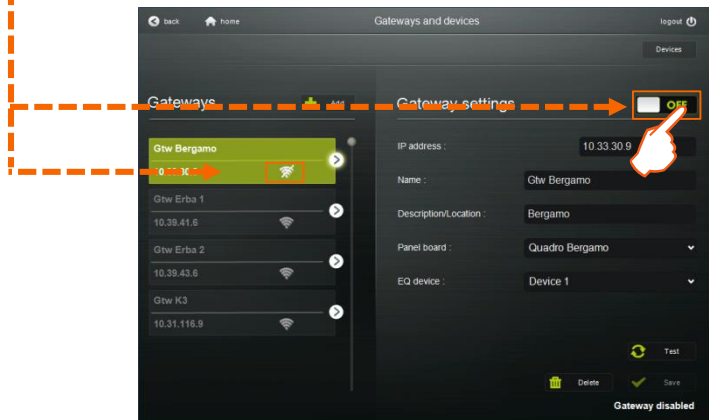 back home Gateways and devices logout
Devices
Gateways Add Gateway settings OFF
Gtw Bergamo
IP address : 10.33.30.9
Name : Gtw Bergamo
Gtw Erba 1
10.39.41.6
Description/Location : Bergamo
Gtw Erba 2
10.39.43.6
Panel board : Quadro Bergamo
EQ device : Device 1
Gtw K3
10.31.116.9
Test
Delete Save
Gateway disabled